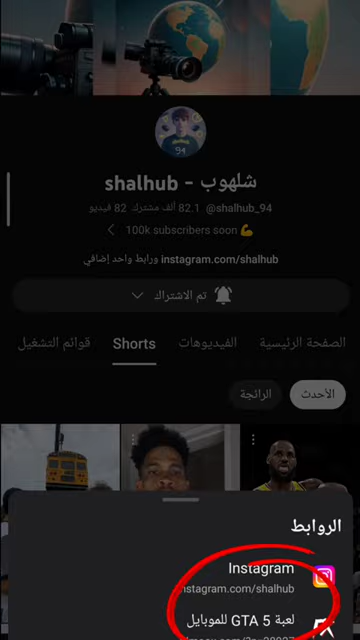 شلهوب - shalhub
@shalhub_94 82.1 ألف مشترك 82 فيديو
100k subscribers soon 💪
instagram.com/shalhub ورابط واحد إضافي
تم الاشتراك
الصفحة الرئيسية الفيديوهات Shorts قوائم التشغيل
الأحدث الرائجة
الروابط
Instagram
instagram.com/shalhub
لعبة GTA 5 للموبايل